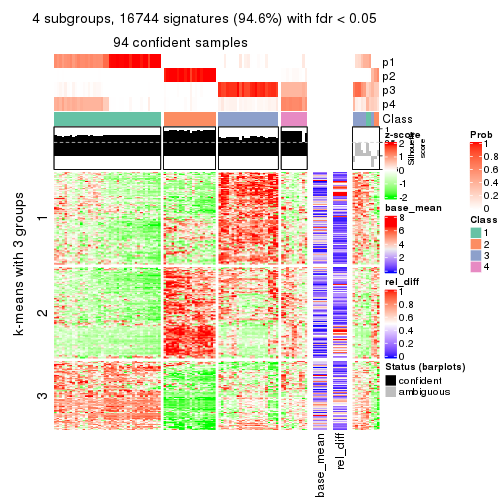 4 subgroups, 16744 signatures (94.6%) with fdr < 0.05
94 confident samples
p1
p2
p3
p4
Class
Silhouette
score
1
0
k-means with 3 groups
1
2
3
base_mean
rel_diff
z-score
2
1
0
-1
-2
base_mean
8
6
4
2
0
rel_diff
1
0.8
0.6
0.4
0.2
0
Status (barplots)
confident
ambiguous
Prob
1
0.8
0.6
0.4
0.2
0
Class
1
2
3
4